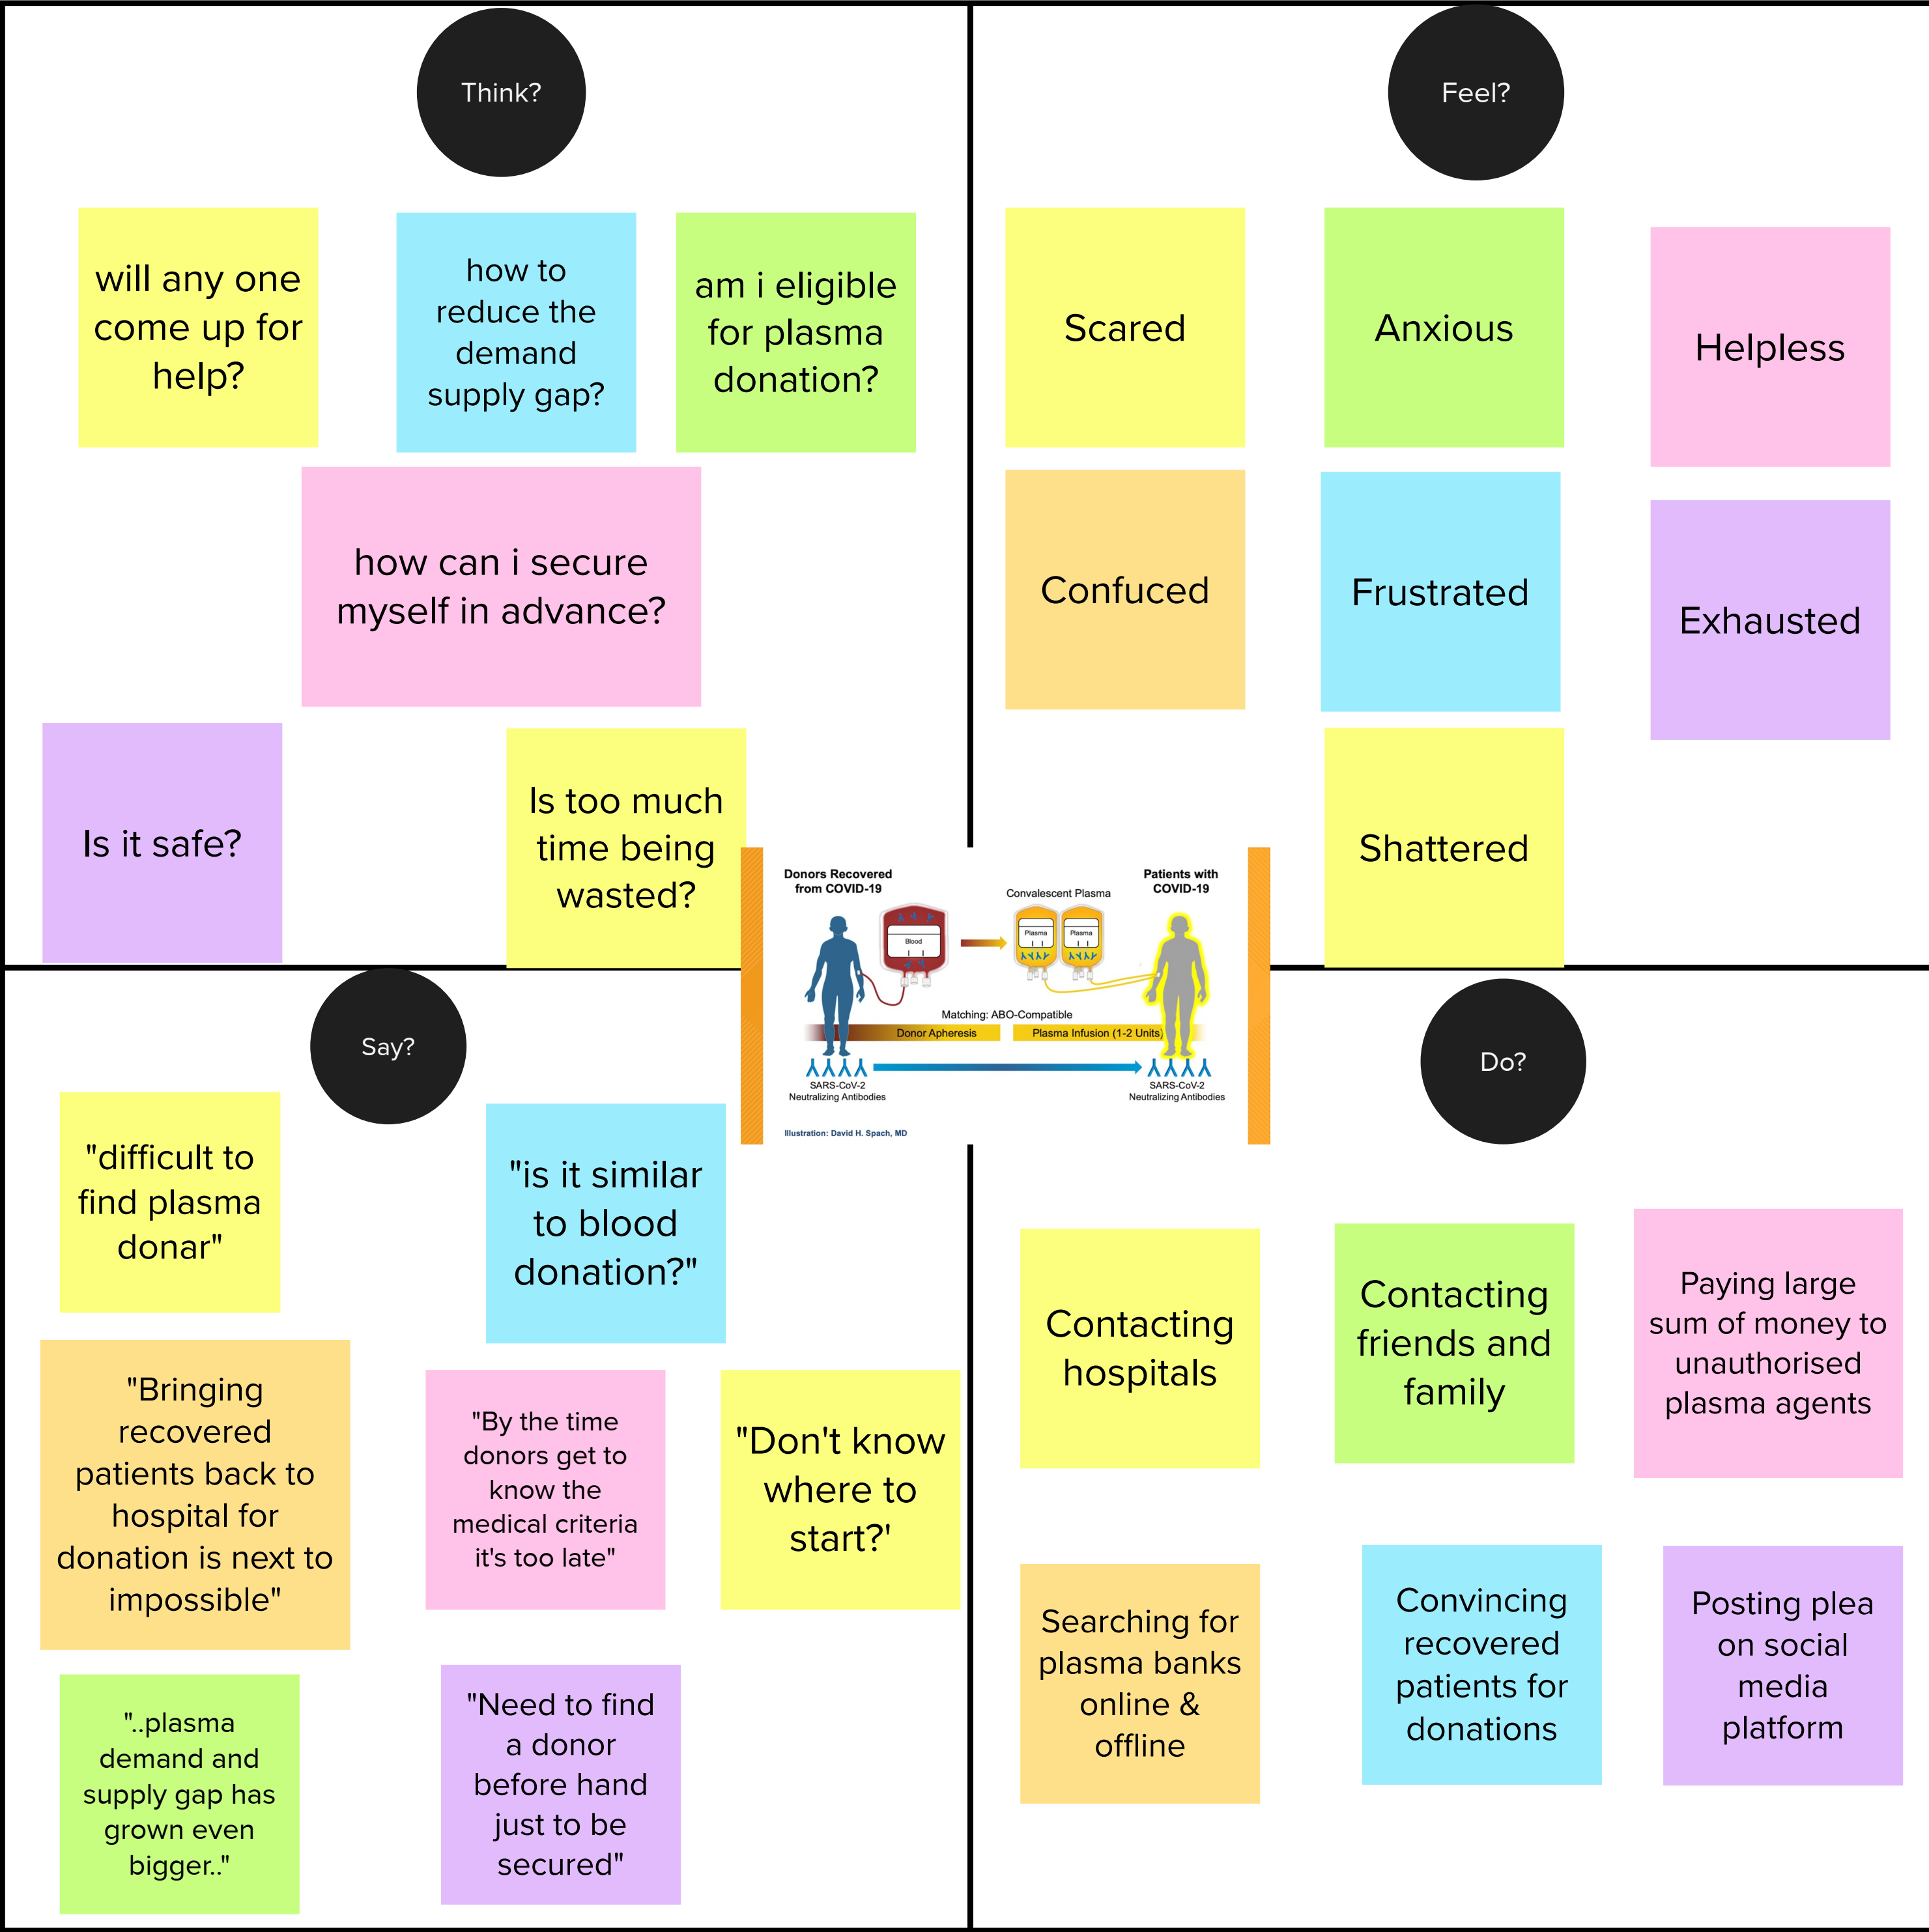 Think?
will any one
come up for
help?
how to
reduce the
demand
supply gap?
am i eligible
for plasma
donation?
how can i secure
myself in advance?
Is it safe?
Is too much
time being
wasted?
Feel?
Scared
Anxious
Helpless
Confuced
Frustrated
Exhausted
Shattered
Donors Recovered
from COVID-19
Blood
Convalescent Plasma
Plasma
Plasma
Patients with
COVID-19
Matching: ABO-Compatible
Donor Apheresis
Plasma Infusion (1-2 Units)
SARS-CoV-2
Neutralizing Antibodies
SARS-CoV-2
Neutralizing Antibodies
Illustration: David H. Spach, MD
Say?
"difficult to
find plasma
donar"
"is it similar
to blood
donation?"
"Bringing
recovered
patients back to
hospital for
donation is next to
impossible"
"By the time
donors get to
know the
medical criteria
it's too late"
"Don't know
where to
start?'
"..plasma
demand and
supply gap has
grown even
bigger.."
"Need to find
a donor
before hand
just to be
secured"
Do?
Contacting
hospitals
Contacting
friends and
family
Paying large
sum of money to
unauthorised
plasma agents
Searching for
plasma banks
online &
offline
Convincing
recovered
patients for
donations
Posting plea
on social
media
platform